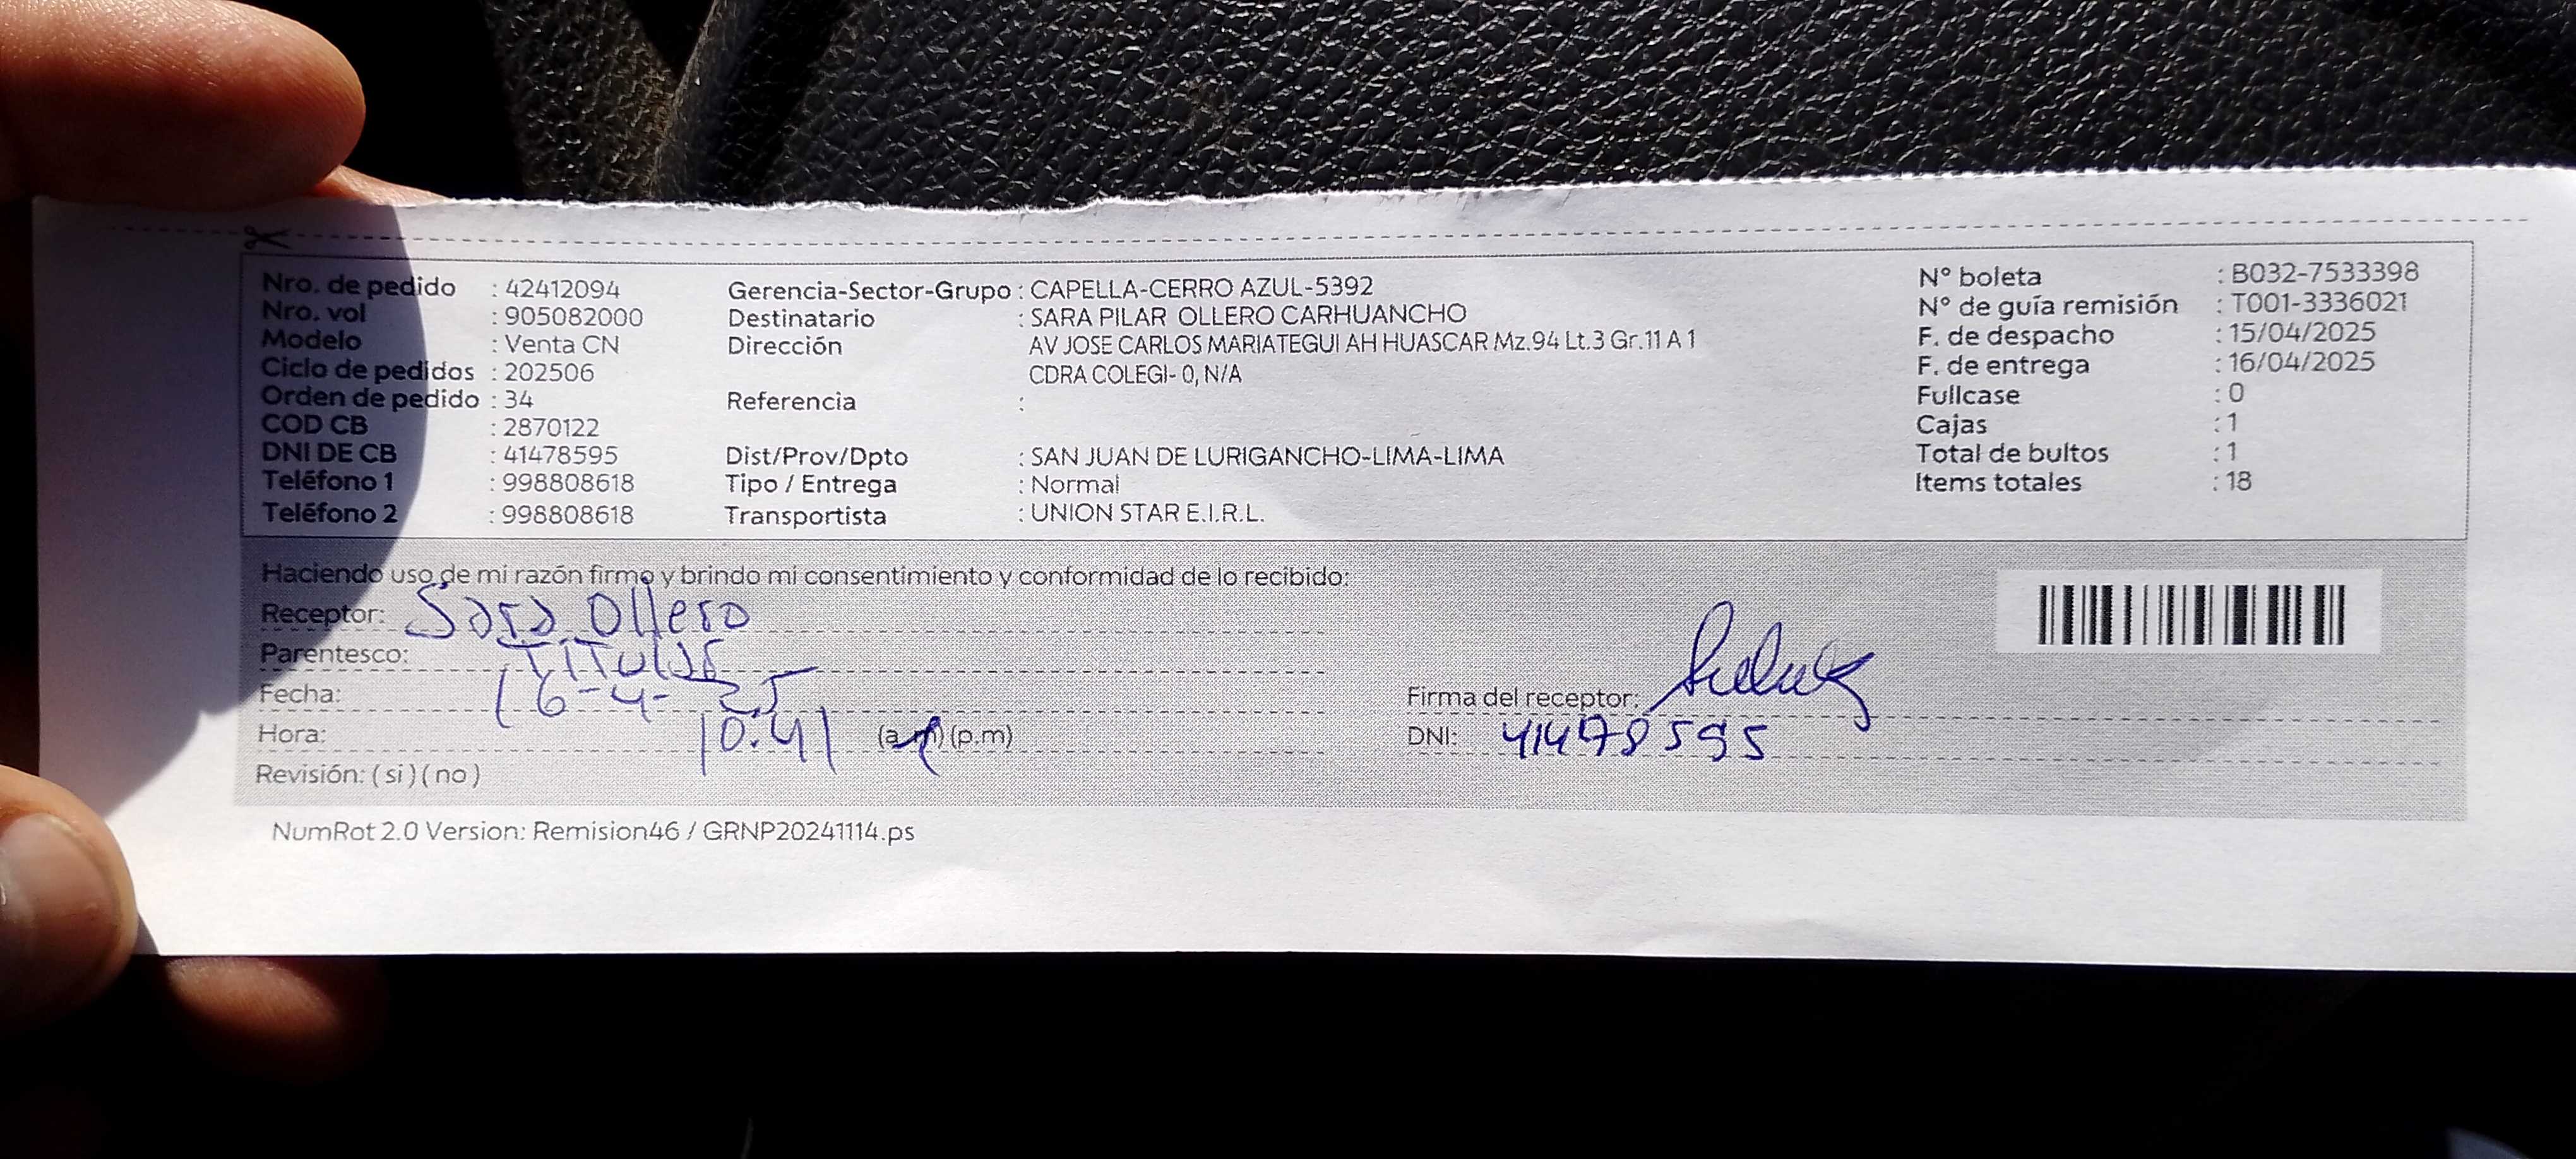 Nro. de pedido : 42412094
Nro. vol : 905082000
Modelo : Venta CN
Ciclo de pedidos : 202506
Orden de pedido : 34
COD CB : 2870122
DNI DE CB : 41478595
Teléfono 1 : 998808618
Teléfono 2 : 998808618
Gerencia-Sector-Grupo : CAPELLA-CERRO AZUL-5392
Destinatario : SARA PILAR OLLERO CARHUANCHO
Dirección AV JOSE CARLOS MARIATEGUI AH HUASCAR Mz.94 Lt.3 Gr.11 A 1
CDRA COLEGI- 0, N/A
Referencia :
Dist/Prov/Dpto : SAN JUAN DE LURIGANCHO-LIMA-LIMA
Tipo / Entrega : Normal
Transportista : UNION STAR E.I.R.L.
N° boleta : B032-7533398
N° de guía remisión : T001-3336021
F. de despacho : 15/04/2025
F. de entrega : 16/04/2025
Fullcase : 0
Cajas : 1
Total de bultos : 1
Items totales : 18
Haciendo uso de mi razón firmo y brindo mi consentimiento y conformidad de lo recibido:
Receptor: Sara Ollero
Parentesco: TITular
Fecha: 16-4-25
Hora: 10:41 (a.m) (p.m)
Revisión: ( si ) ( no )
Firma del receptor:
DNI: 41478595
NumRot 2.0 Version: Remision46 / GRNP20241114.ps